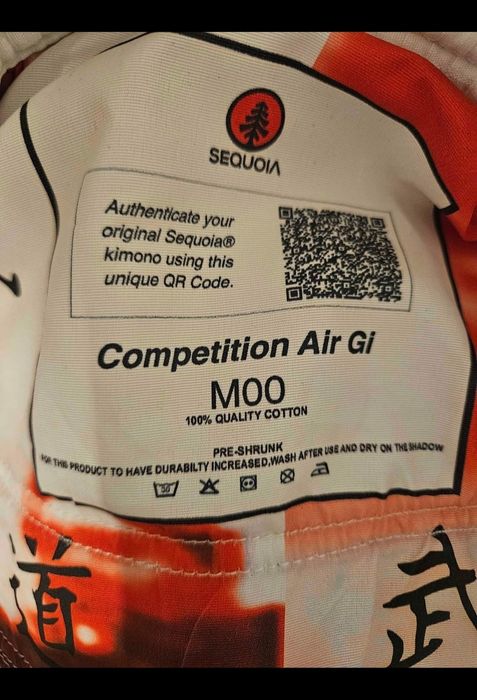 SEQUOIA
Authenticate your
original Sequoia®
kimono using this
unique QR Code.
Competition Air Gi
M00
100% QUALITY COTTON
PRE-SHRUNK
FOR THIS PRODUCT TO HAVE DURABILTY INCREASED,WASH AFTER USE AND DRY ON THE SHADOW
30
道
武